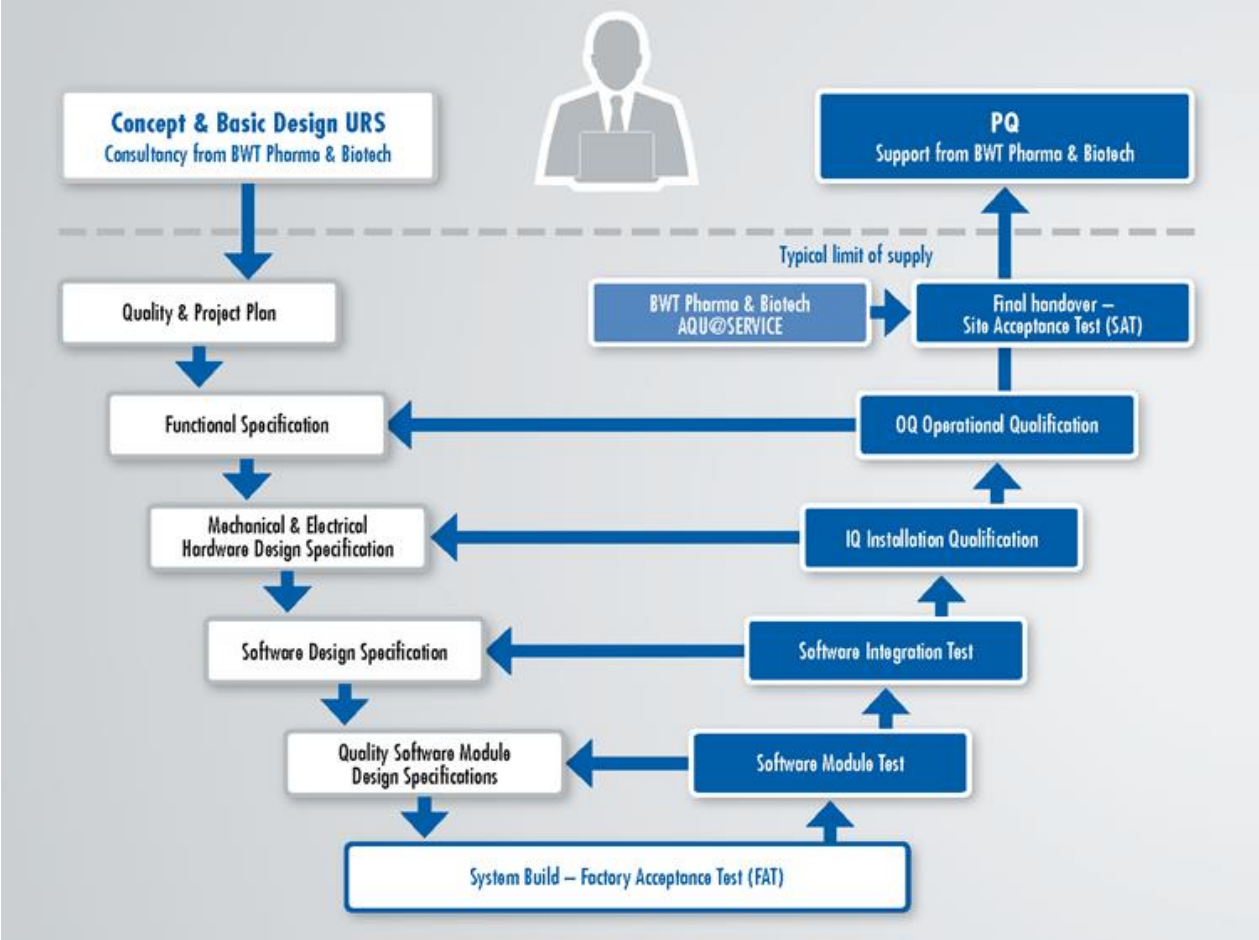 Concept & Basic Design URS
Consultancy from BWT Pharma & Biotech
PQ
Support from BWT Pharma & Biotech
Typical limit of supply
Quality & Project Plan
BWT Pharma & Biotech
AQU@SERVICE
Final handover –
Site Acceptance Test (SAT)
Functional Specification
OQ Operational Qualification
Mechanical & Electrical
Hardware Design Specification
IQ Installation Qualification
Software Design Specification
Software Integration Test
Quality Software Module
Design Specifications
Software Module Test
System Build – Factory Acceptance Test (FAT)